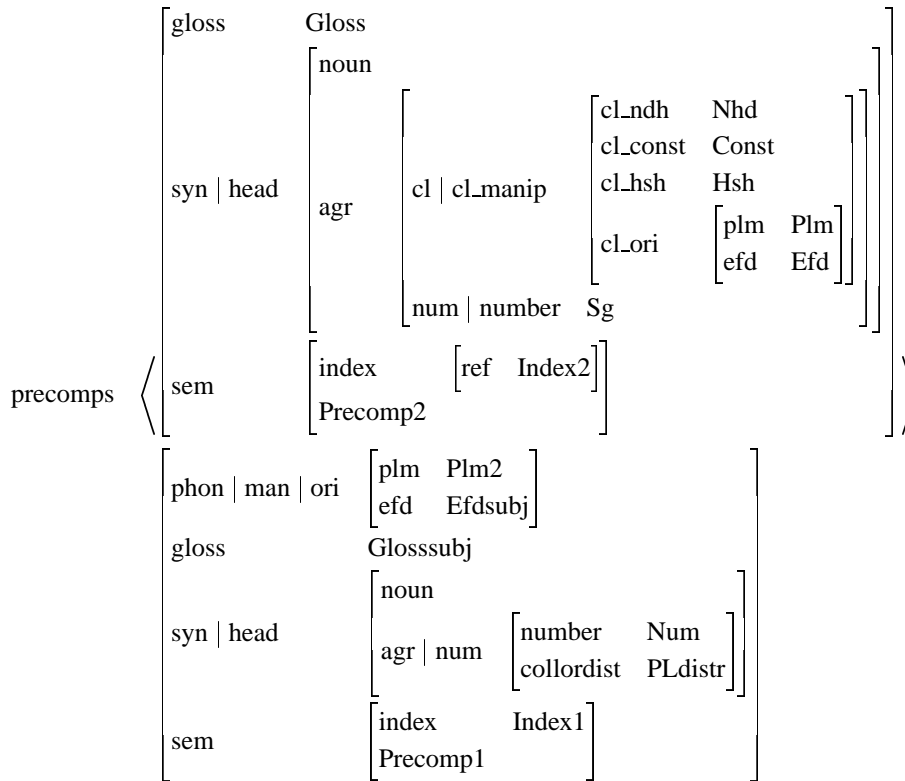 gloss Gloss
noun
cl_ndh Nhd
cl_const Const
cl_hsh Hsh
cl_ori plm Plm
efd Efd
cl | cl_manip
agr
syn | head
num | number Sg
index ref Index2
sem
Precomp2
precomps
phon | man | ori plm Plm2
efd Efdsubj
gloss Glosssubj
noun
syn | head
agr | num number Num
collordist PLdistr
index Index1
sem
Precomp1